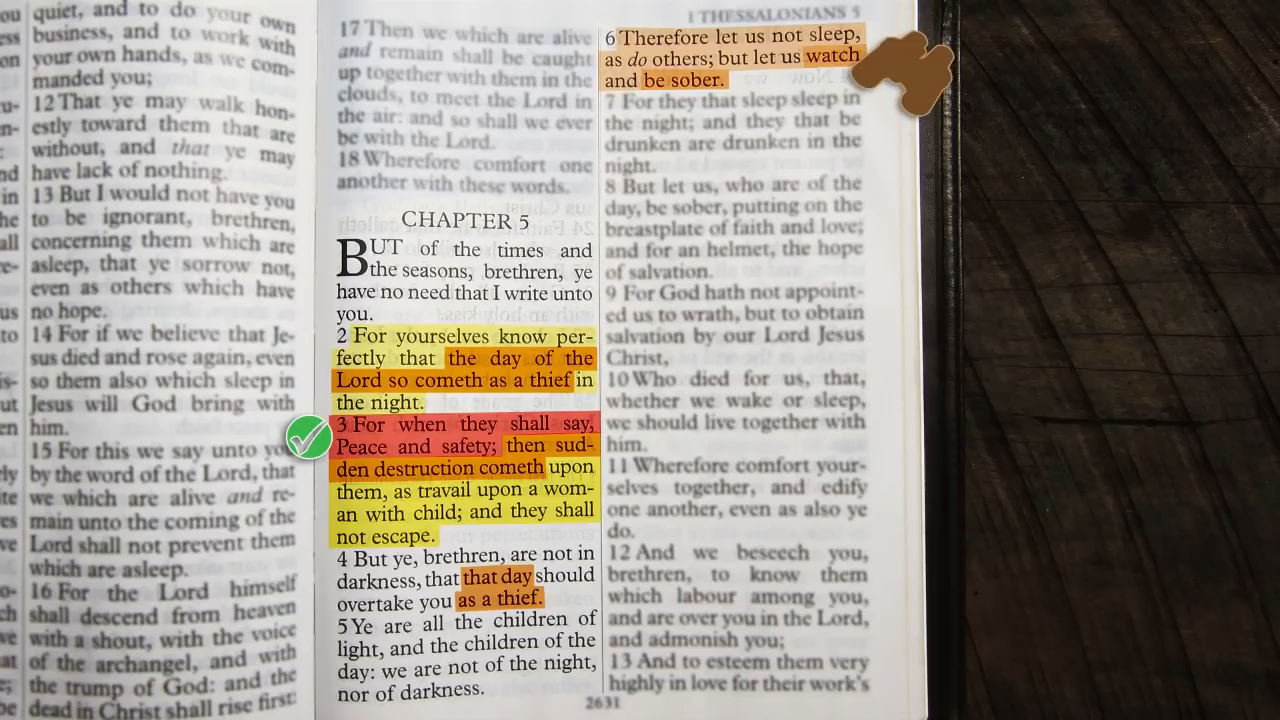 quiet, and to do your own
business, and to work with
your own hands, as we com-
manded you;
12 That ye may walk hon-
estly toward them that are
without, and that ye may
have lack of nothing.
13 But I would not have you
to be ignorant, brethren,
concerning them which are
asleep, that ye sorrow not,
even as others which have
no hope.
14 For if we believe that Je-
sus died and rose again, even
so them also which sleep in
Jesus will God bring with
him.
15 For this we say unto
by the word of the Lord, that
we which are alive and re-
main unto the coming of the
Lord shall not prevent them
which are asleep.
16 For the Lord himself
shall descend from heaven
with a shout, with the voice
of the archangel, and with
the trump of God: and the
dead in Christ shall rise first:
17 Then we which are alive
and remain shall be caught
up together with them in the
clouds, to meet the Lord in
the air: and so shall we ever
be with the Lord.
18 Wherefore comfort one
another with these words.
CHAPTER 5
BUT of the times and
the seasons, brethren, ye
have no need that I write unto
you.
2 For yourselves know per-
fectly that the day of the
Lord so cometh as a thief in
the night.
3 For when they shall say,
Peace and safety; then sud-
den destruction cometh upon
them, as travail upon a wom-
an with child; and they shall
not escape.
4 But ye, brethren, are not in
darkness, that that day should
overtake you as a thief.
5 Ye are all the children of
light, and the children of the
day: we are not of the night,
nor of darkness.
1 THESSALONIANS 5
6 Therefore let us not sleep,
as do others; but let us watch
and be sober.
7 For they that sleep sleep in
the night; and they that be
drunken are drunken in the
night.
8 But let us, who are of the
day, be sober, putting on the
breastplate of faith and love;
and for an helmet, the hope
of salvation.
9 For God hath not appoint-
ed us to wrath, but to obtain
salvation by our Lord Jesus
Christ,
10 Who died for us, that,
whether we wake or sleep,
we should live together with
him.
11 Wherefore comfort your-
selves together, and edify
one another, even as also ye
do.
12 And we beseech you,
brethren, to know them
which labour among you,
and are over you in the Lord,
and admonish you;
13 And to esteem them very
highly in love for their work's
2631